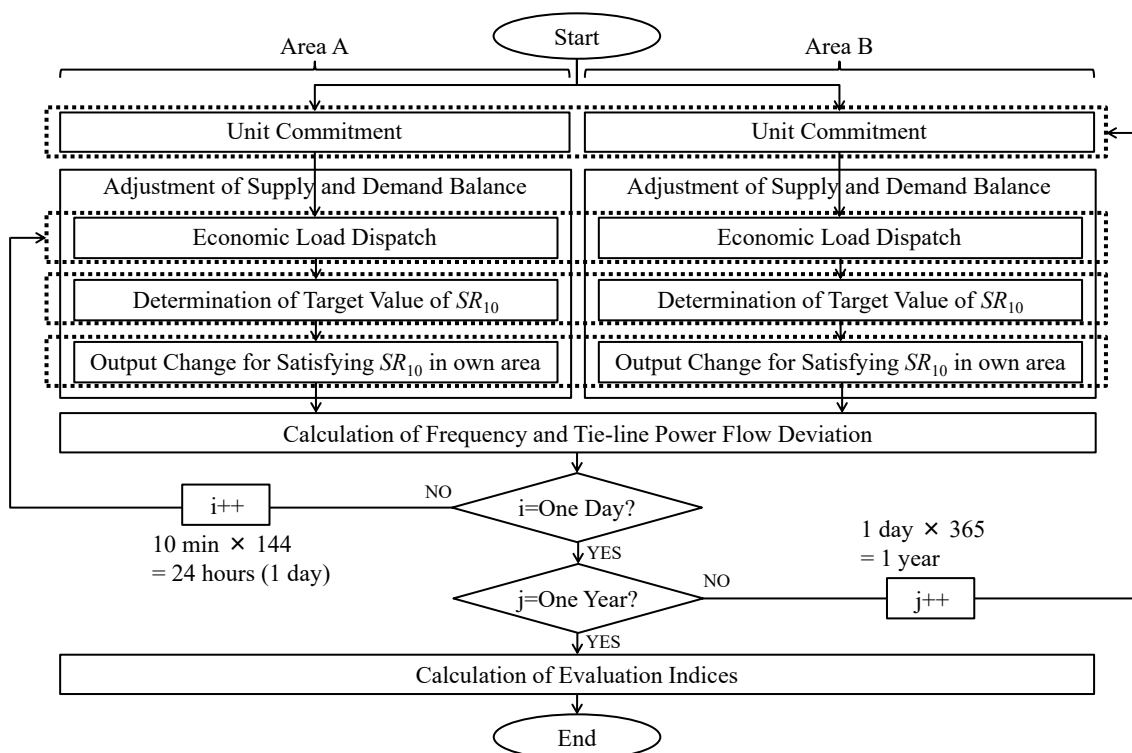 Start
Area A
Area B
Unit Commitment
Unit Commitment
Adjustment of Supply and Demand Balance
Adjustment of Supply and Demand Balance
Economic Load Dispatch
Economic Load Dispatch
Determination of Target Value of SR10
Determination of Target Value of SR10
Output Change for Satisfying SR10 in own area
Output Change for Satisfying SR10 in own area
Calculation of Frequency and Tie-line Power Flow Deviation
i=One Day?
NO
i++
10 min × 144
= 24 hours (1 day)
YES
1 day × 365
= 1 year
j=One Year?
NO
j++
YES
Calculation of Evaluation Indices
End